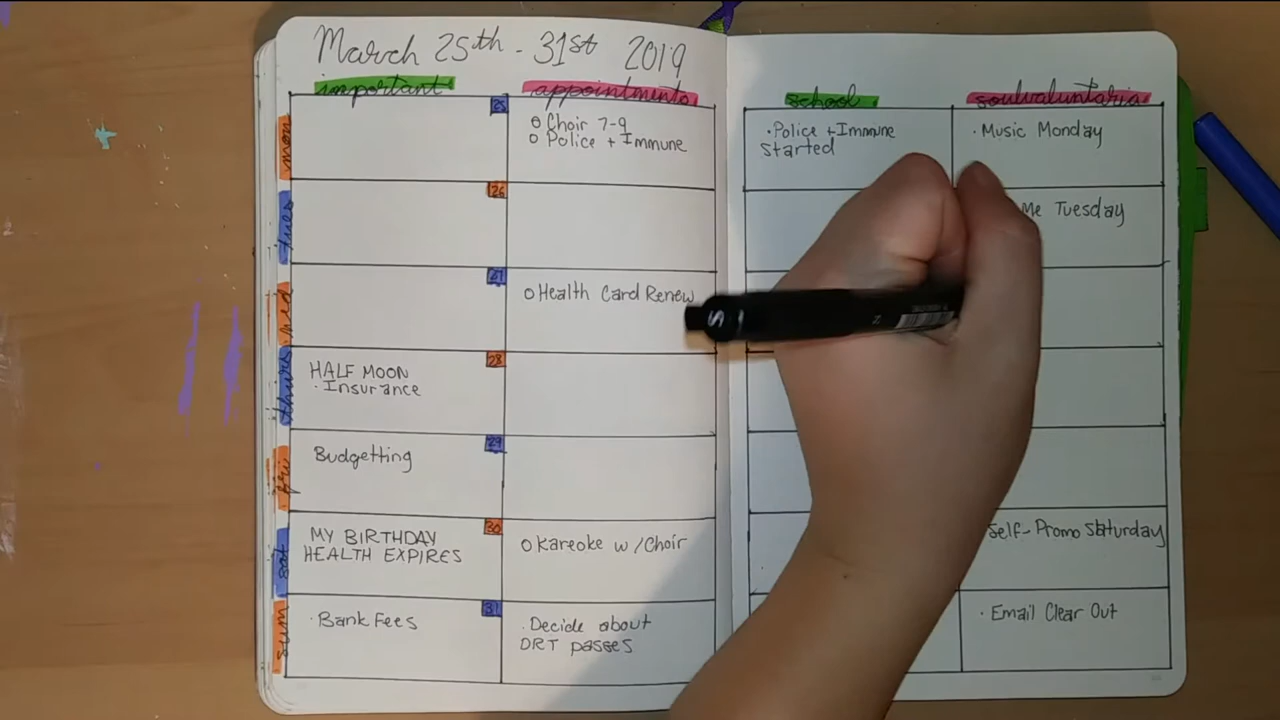 March 25th - 31st 2019
important
appointments
school
soulvaluntaria
mon
25
o Choir 7-9
o Police + Immune
· Police + Immune
started
· Music Monday
tues
26
Me Tuesday
wed
27
o Health Card Renew
thurs
28
HALF MOON
· Insurance
fri
29
Budgetting
sat
30
MY BIRTHDAY
HEALTH EXPIRES
o Kareoke w/Choir
Self-Promo Saturday
sun
31
· Bank Fees
· Decide about
DRT passes
· Email Clear Out